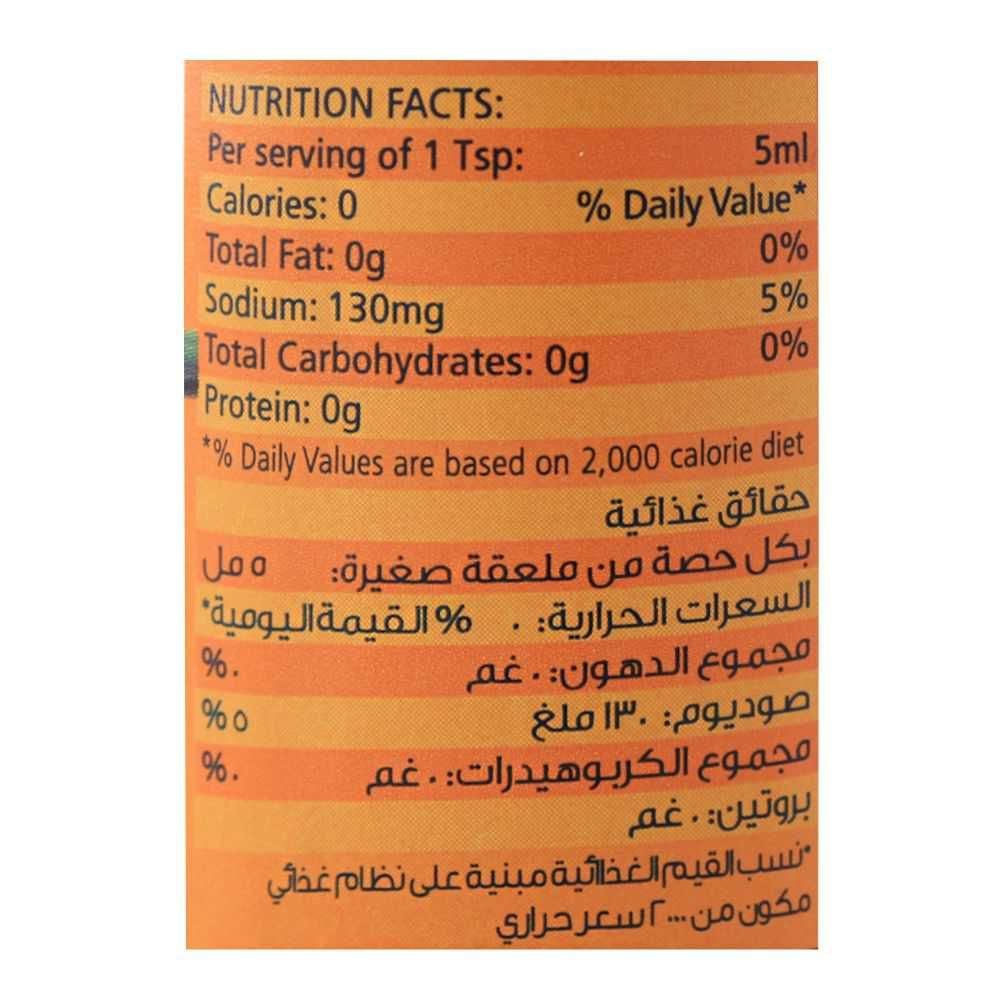 NUTRITION FACTS:
Per serving of 1 Tsp: 5ml
Calories: 0 % Daily Value*
Total Fat: 0g 0%
Sodium: 130mg 5%
Total Carbohydrates: 0g 0%
Protein: 0g
*% Daily Values are based on 2,000 calorie diet
حقائق غذائية
بكل حصة من ملعقة صغيرة: ٥ مل
السعرات الحرارية: ٠ % القيمة اليومية*
مجموع الدهون: ٠ غم ٠%
صوديوم: ١٣٠ ملغ ٥%
مجموع الكربوهيدرات: ٠ غم ٠%
بروتين: ٠ غم
*نسب القيم الغذائية مبنية على نظام غذائي
مكون من ٢٠٠٠ سعر حراري